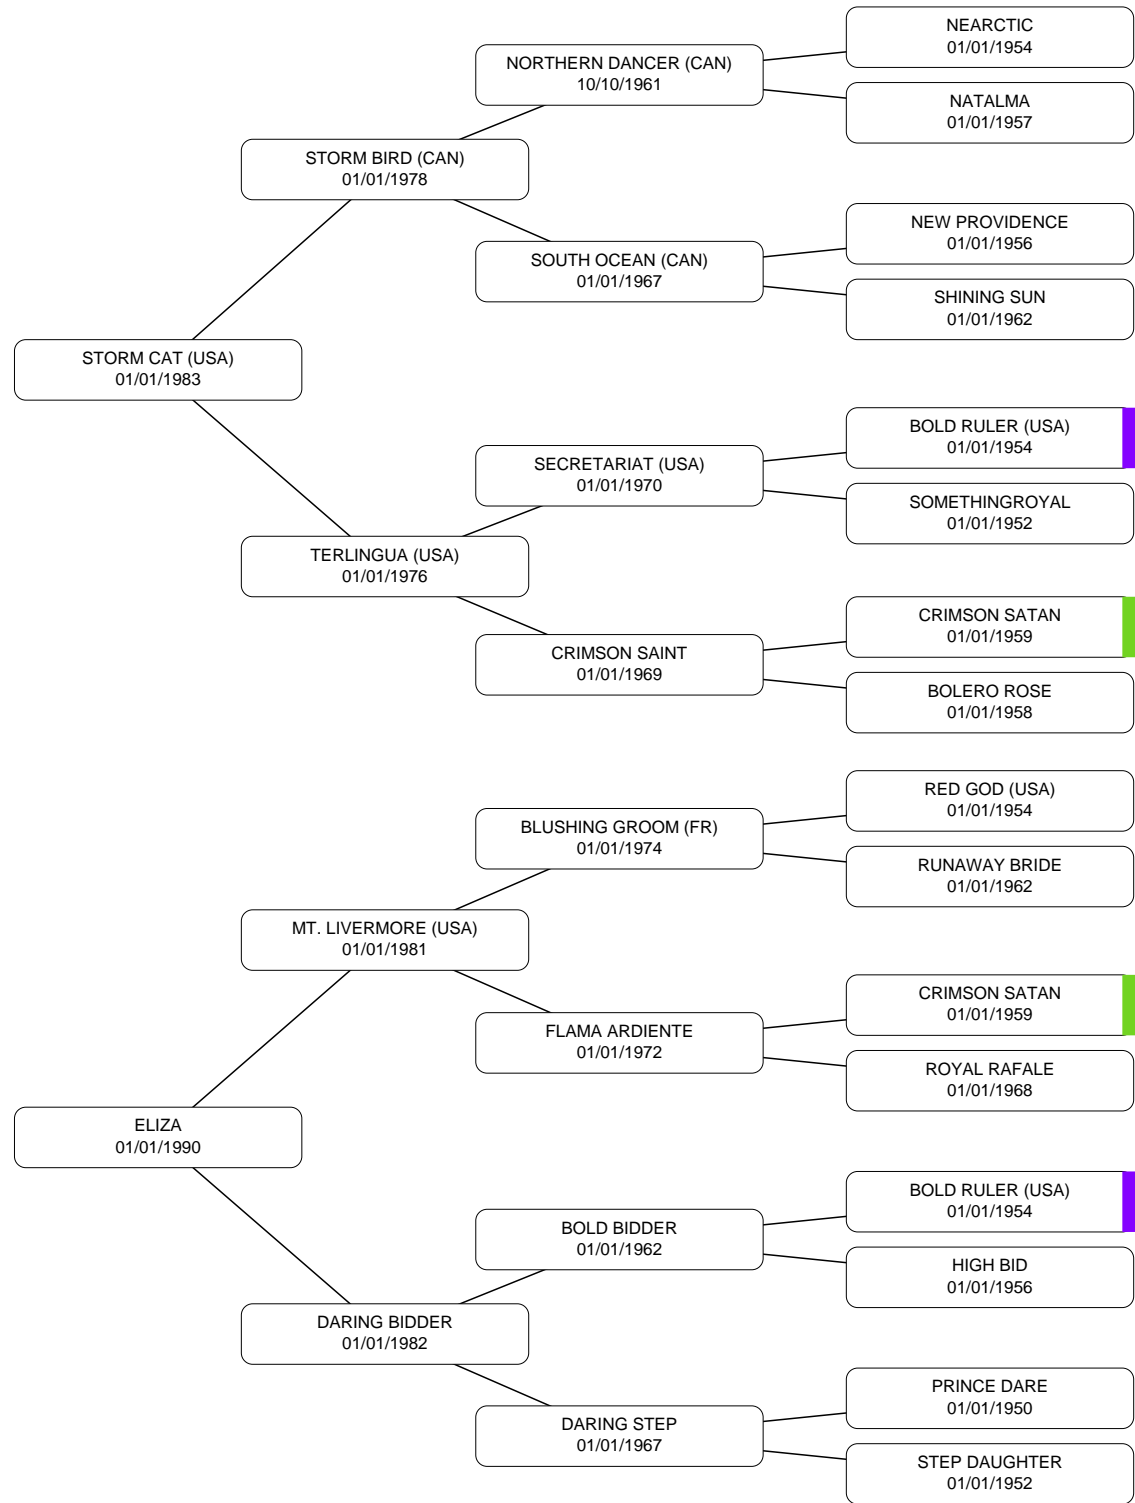 NEARCTIC
01/01/1954
NORTHERN DANCER (CAN)
10/10/1961
NATALMA
01/01/1957
STORM BIRD (CAN)
01/01/1978
NEW PROVIDENCE
01/01/1956
SOUTH OCEAN (CAN)
01/01/1967
SHINING SUN
01/01/1962
STORM CAT (USA)
01/01/1983
BOLD RULER (USA)
01/01/1954
SECRETARIAT (USA)
01/01/1970
SOMETHINGROYAL
01/01/1952
TERLINGUA (USA)
01/01/1976
CRIMSON SATAN
01/01/1959
CRIMSON SAINT
01/01/1969
BOLERO ROSE
01/01/1958
RED GOD (USA)
01/01/1954
BLUSHING GROOM (FR)
01/01/1974
RUNAWAY BRIDE
01/01/1962
MT. LIVERMORE (USA)
01/01/1981
CRIMSON SATAN
01/01/1959
FLAMA ARDIENTE
01/01/1972
ROYAL RAFALE
01/01/1968
ELIZA
01/01/1990
BOLD RULER (USA)
01/01/1954
BOLD BIDDER
01/01/1962
HIGH BID
01/01/1956
DARING BIDDER
01/01/1982
PRINCE DARE
01/01/1950
DARING STEP
01/01/1967
STEP DAUGHTER
01/01/1952